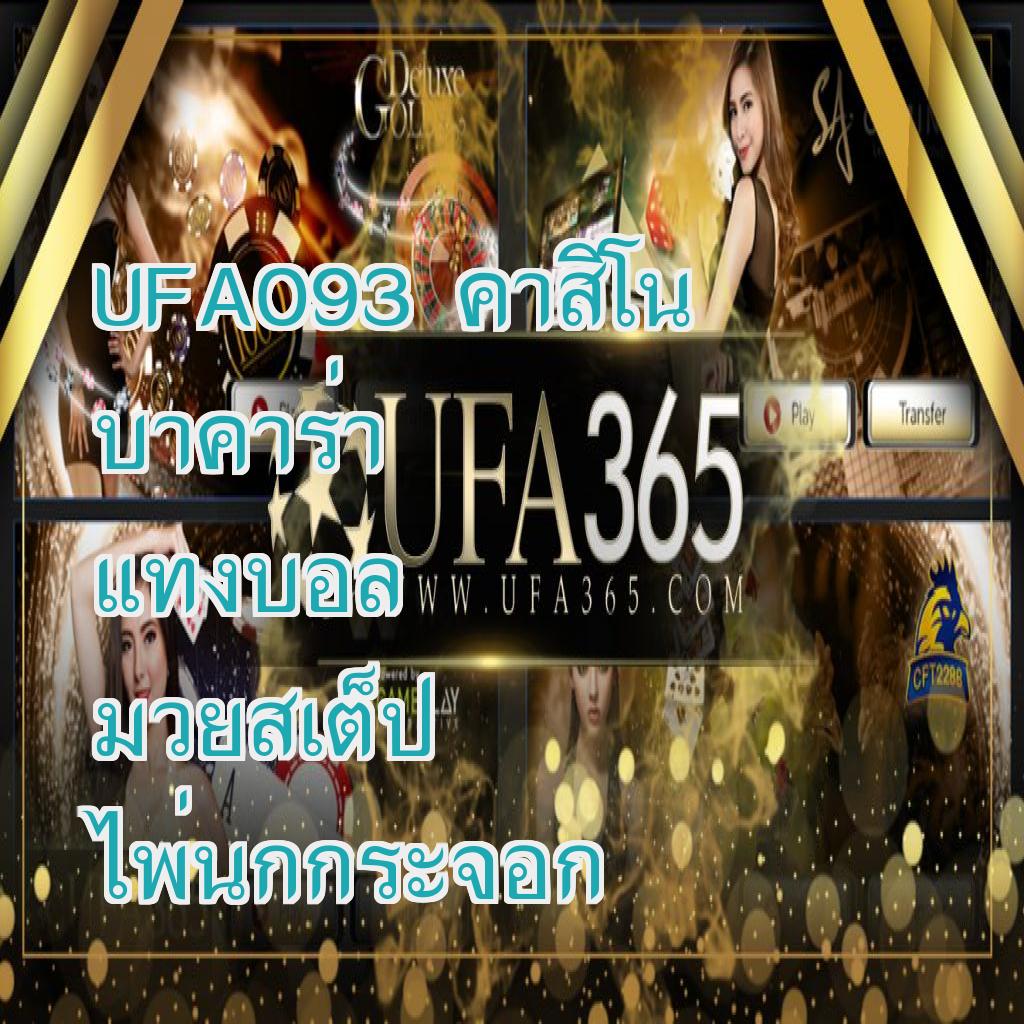 Deluxe
GOLD
SA
UFA093 คาสิโน
บาคาร่า
UFA365
Play
Transfer
แทงบอล
WWW.UFA365.COM
CFT2288
มวยสเต็ป
ไพ่นกกระจอก